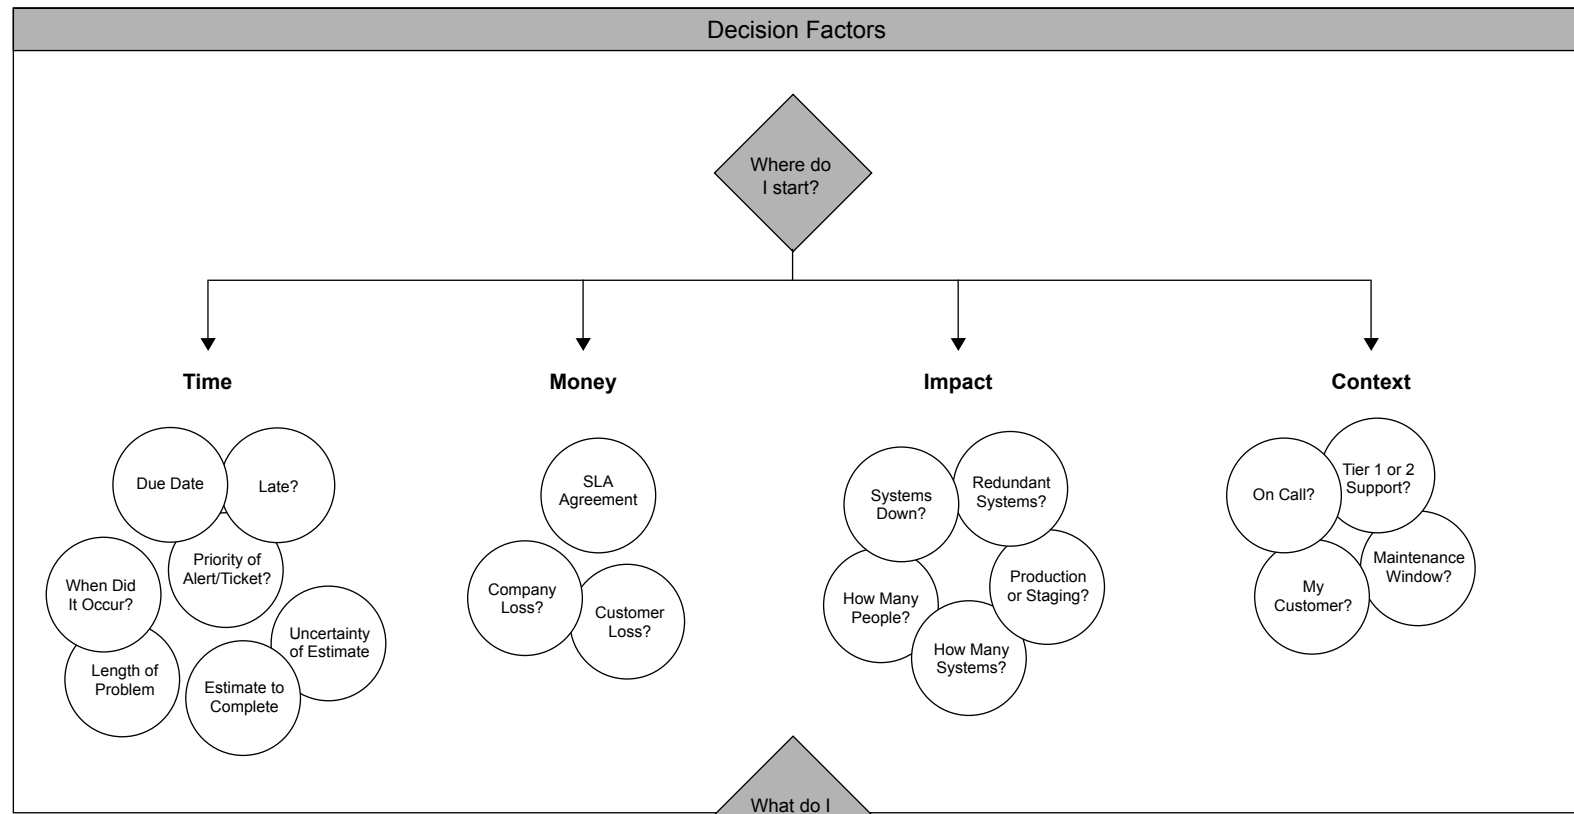 Decision Factors
Where do
I start?
Time
Money
Impact
Context
Due Date
Late?
Priority of
Alert/Ticket?
When Did
It Occur?
Length of
Problem
Uncertainty
of Estimate
Estimate to
Complete
SLA
Agreement
Company
Loss?
Customer
Loss?
Systems
Down?
Redundant
Systems?
Production
or Staging?
How Many
People?
How Many
Systems?
On Call?
Tier 1 or 2
Support?
Maintenance
Window?
My
Customer?
What do I